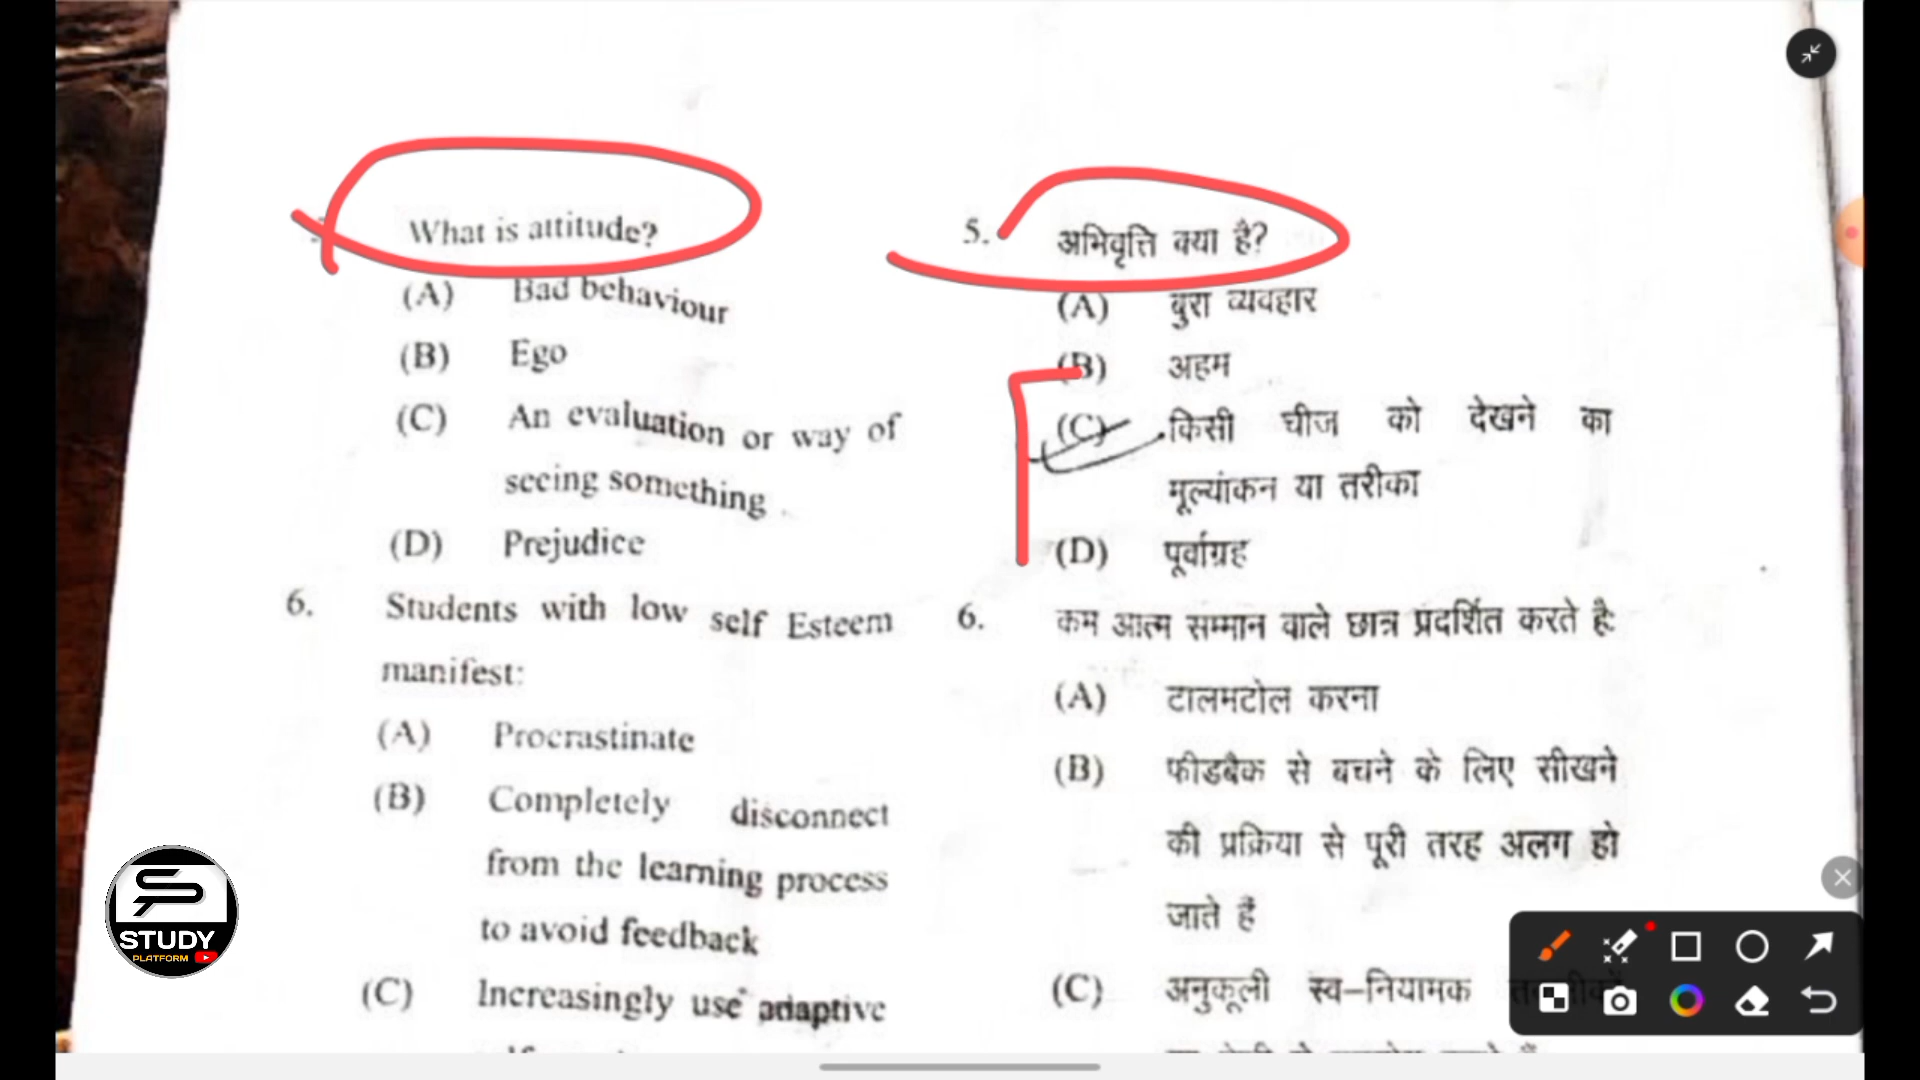 What is attitude?
(A) Bad behaviour
(B) Ego
(C) An evaluation or way of
seeing something
(D) Prejudice
6. Students with low self Esteem
manifest:
(A) Procrastinate
(B) Completely disconnect
from the learning process
to avoid feedback
(C) Increasingly use adaptive
5. अभिवृत्ति क्या है?
(A) बुरा व्यवहार
(B) अहम
(C) किसी चीज को देखने का
मूल्यांकन या तरीका
(D) पूर्वाग्रह
6. कम आत्म सम्मान वाले छात्र प्रदर्शित करते है:
(A) टालमटोल करना
(B) फीडबैक से बचने के लिए सीखने
की प्रक्रिया से पूरी तरह अलग हो
जाते हैं
(C) अनुकूली स्व-नियामक
STUDY
PLATFORM